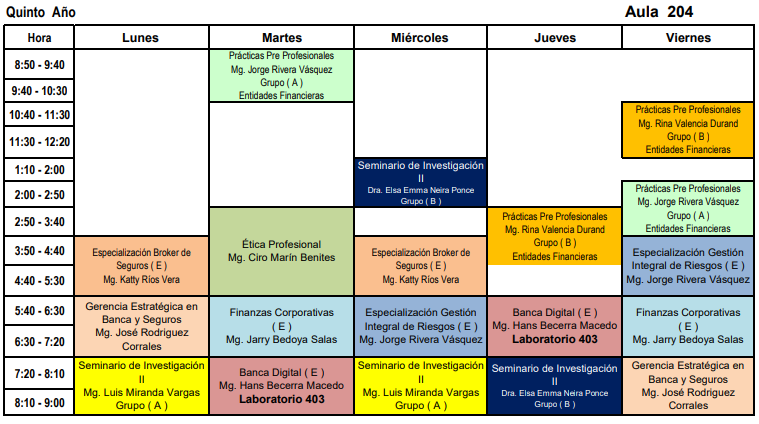 Quinto Año
Aula 204
Hora
Lunes
Martes
Miércoles
Jueves
Viernes
8:50 - 9:40
9:40 - 10:30
Prácticas Pre Profesionales
Mg. Jorge Rivera Vásquez
Grupo ( A )
Entidades Financieras
10:40 - 11:30
11:30 - 12:20
Prácticas Pre Profesionales
Mg. Rina Valencia Durand
Grupo ( B )
Entidades Financieras
1:10 - 2:00
2:00 - 2:50
Seminario de Investigación
II
Dra. Elsa Emma Neira Ponce
Grupo ( B )
Prácticas Pre Profesionales
Mg. Jorge Rivera Vásquez
Grupo ( A )
Entidades Financieras
2:50 - 3:40
Ética Profesional
Mg. Ciro Marín Benites
Prácticas Pre Profesionales
Mg. Rina Valencia Durand
Grupo ( B )
Entidades Financieras
3:50 - 4:40
4:40 - 5:30
Especialización Broker de
Seguros ( E )
Mg. Katty Rios Vera
Especialización Broker de
Seguros ( E )
Mg. Katty Rios Vera
Especialización Gestión
Integral de Riesgos ( E )
Mg. Jorge Rivera Vásquez
5:40 - 6:30
6:30 - 7:20
Gerencia Estratégica en
Banca y Seguros
Mg. José Rodriguez
Corrales
Finanzas Corporativas
( E )
Mg. Jarry Bedoya Salas
Especialización Gestión
Integral de Riesgos ( E )
Mg. Jorge Rivera Vásquez
Banca Digital ( E )
Mg. Hans Becerra Macedo
Laboratorio 403
Finanzas Corporativas
( E )
Mg. Jarry Bedoya Salas
7:20 - 8:10
8:10 - 9:00
Seminario de Investigación
II
Mg. Luis Miranda Vargas
Grupo ( A )
Banca Digital ( E )
Mg. Hans Becerra Macedo
Laboratorio 403
Seminario de Investigación
II
Mg. Luis Miranda Vargas
Grupo ( A )
Seminario de Investigación
II
Dra. Elsa Emma Neira Ponce
Grupo ( B )
Gerencia Estratégica en
Banca y Seguros
Mg. José Rodriguez
Corrales